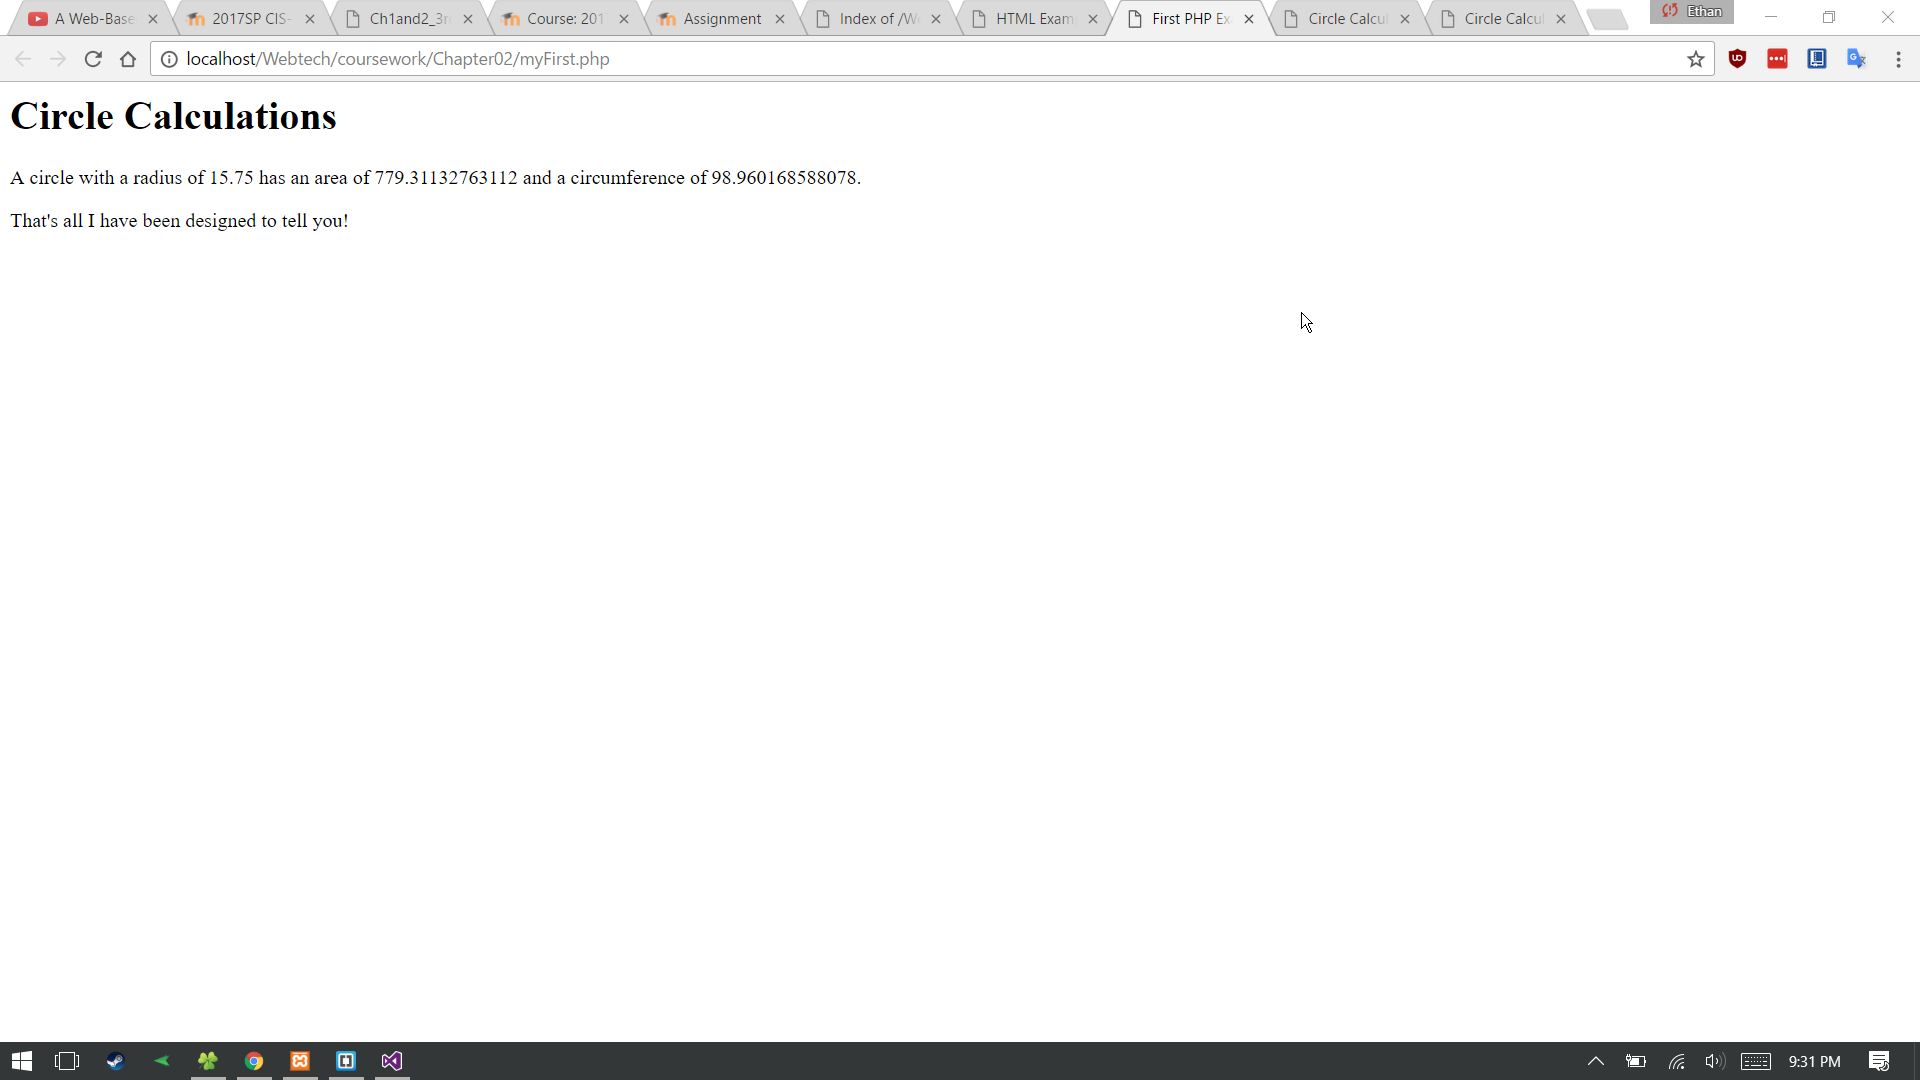 A Web-Base
2017SP CIS-
Ch1and2_3r
Course: 201
Assignment
Index of /We
HTML Exam
First PHP Ex
Circle Calcul
Circle Calcul
Ethan
localhost/Webtech/coursework/Chapter02/myFirst.php
Circle Calculations
A circle with a radius of 15.75 has an area of 779.31132763112 and a circumference of 98.960168588078.
That's all I have been designed to tell you!
9:31 PM